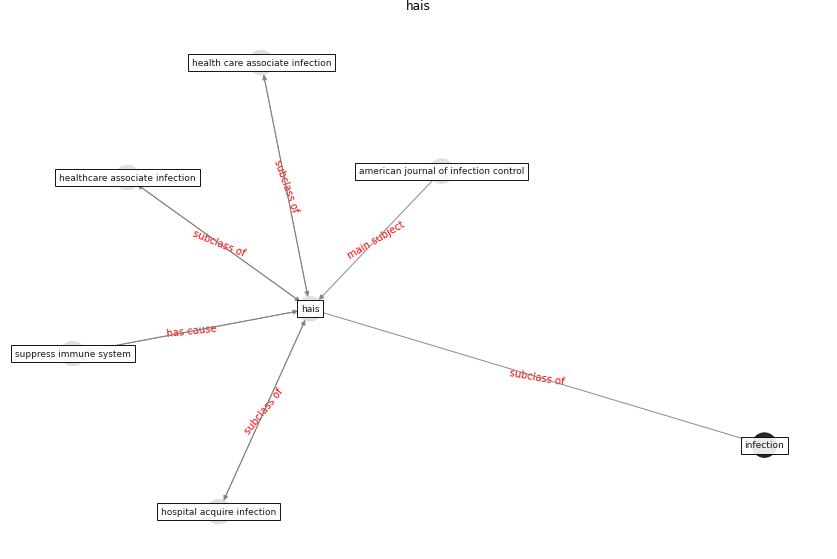 hais
health care associate infection
american journal of infection control
healthcare associate infection
subclass of
main subject
subclass of
hais
has cause
suppress immune system
subclass of
subclass of
infection
hospital acquire infection